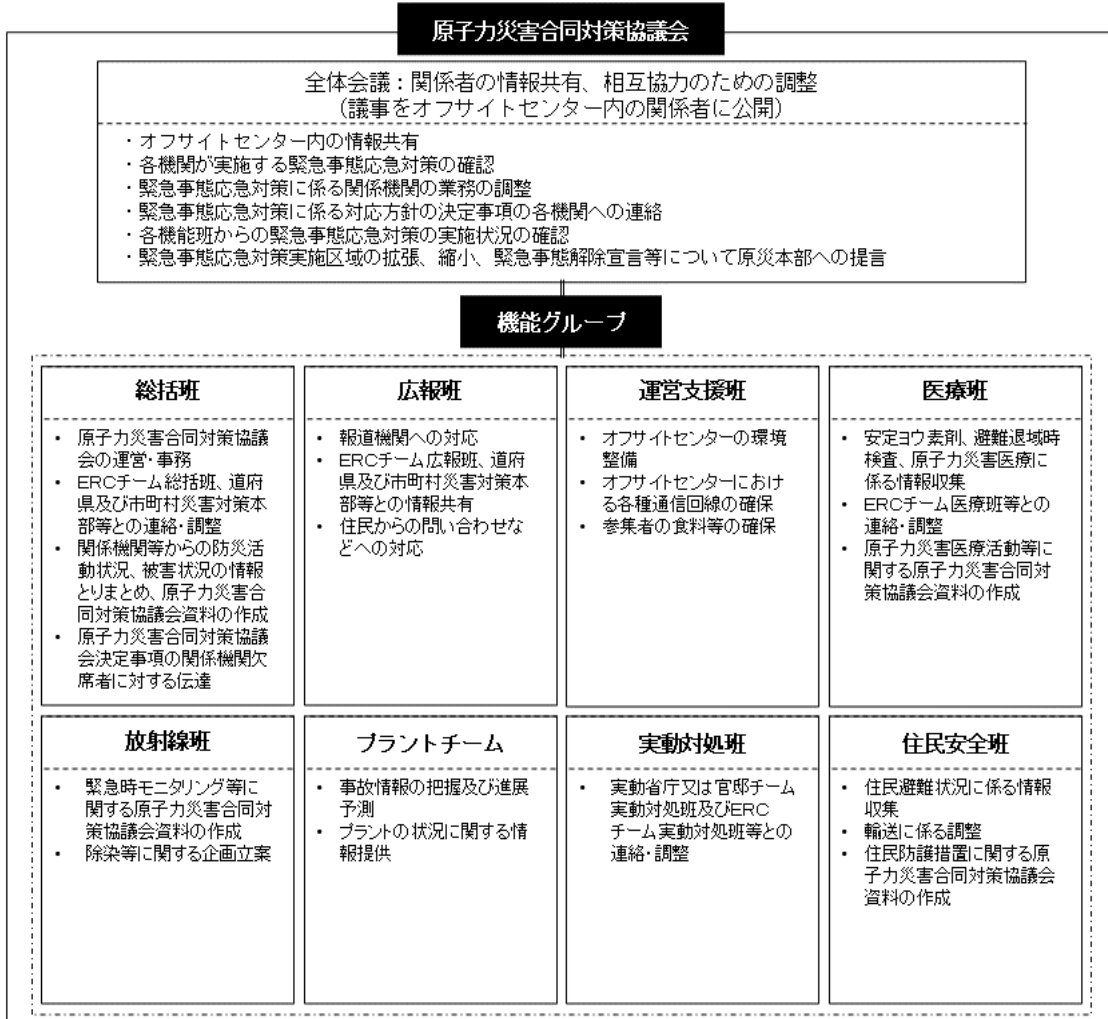 原子力災害合同対策協議会
全体会議：関係者の情報共有、相互協力のための調整
（議事をオフサイトセンター内の関係者に公開）
・オフサイトセンター内の情報共有
・各機関が実施する緊急事態応急対策の確認
・緊急事態応急対策に係る関係機関の業務の調整
・緊急事態応急対策に係る対応方針の決定事項の各機関への連絡
・各機能班からの緊急事態応急対策の実施状況の確認
・緊急事態応急対策実施区域の拡張、縮小、緊急事態解除宣言等について原災本部への提言
機能グループ
総括班
• 原子力災害合同対策協議
会の運営・事務
• ERCチーム総括班、道府
県及び市町村災害対策本
部等との連絡・調整
• 関係機関等からの防災活
動状況、被害状況の情報
とりまとめ、原子力災害合
同対策協議会資料の作成
• 原子力災害合同対策協議
会決定事項の関係機関欠
席者に対する伝達
広報班
• 報道機関への対応
• ERCチーム広報班、道府
県及び市町村災害対策本
部等との情報共有
• 住民からの問い合わせな
どへの対応
運営支援班
• オフサイトセンターの環境
整備
• オフサイトセンターにおけ
る各種通信回線の確保
• 参集者の食料等の確保
医療班
• 安定ヨウ素剤、避難退域時
検査、原子力災害医療に
係る情報収集
• ERCチーム医療班等との
連絡・調整
• 原子力災害医療活動等に
関する原子力災害合同対
策協議会資料の作成
放射線班
• 緊急時モニタリング等に
関する原子力災害合同対
策協議会資料の作成
• 除染等に関する企画立案
プラントチーム
• 事故情報の把握及び進展
予測
• プラントの状況に関する情
報提供
実動対処班
• 実動省庁又は官邸チーム
実動対処班及びERC
チーム実動対処班等との
連絡・調整
住民安全班
• 住民避難状況に係る情報
収集
• 輸送に係る調整
• 住民防護措置に関する原
子力災害合同対策協議会
資料の作成